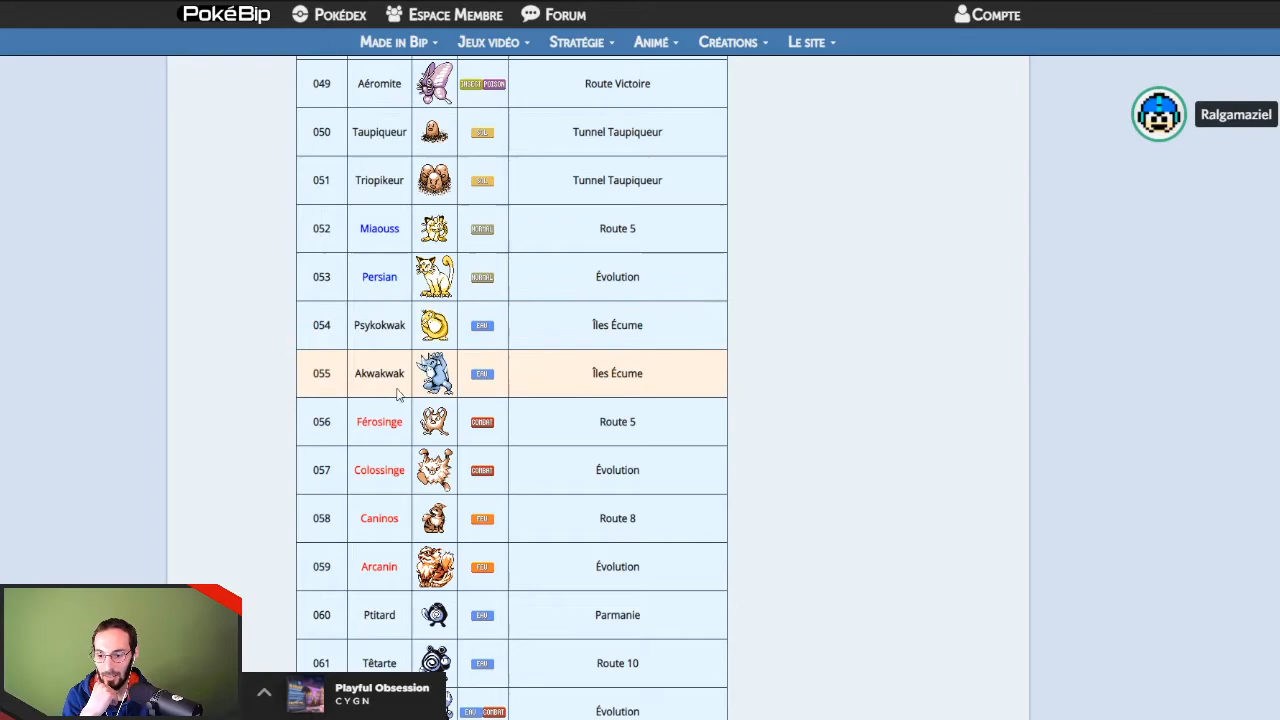 PokéBip Pokédex Espace Membre Forum Compte
Made in Bip Jeux vidéo Stratégie Animé Créations Le site
049 Aéromite INSECT POISON Route Victoire
050 Taupiqueur SOL Tunnel Taupiqueur
051 Triopikeur SOL Tunnel Taupiqueur
052 Miaouss NORMAL Route 5
053 Persian NORMAL Évolution
054 Psykokwak EAU Îles Écume
055 Akwakwak EAU Îles Écume
056 Férosinge COMBAT Route 5
057 Colossinge COMBAT Évolution
058 Caninos FEU Route 8
059 Arcanin FEU Évolution
060 Ptitard EAU Parmanie
061 Têtarte EAU Route 10
EAU COMBAT Évolution
Ralgamaziel
Playful Obsession
CYGN